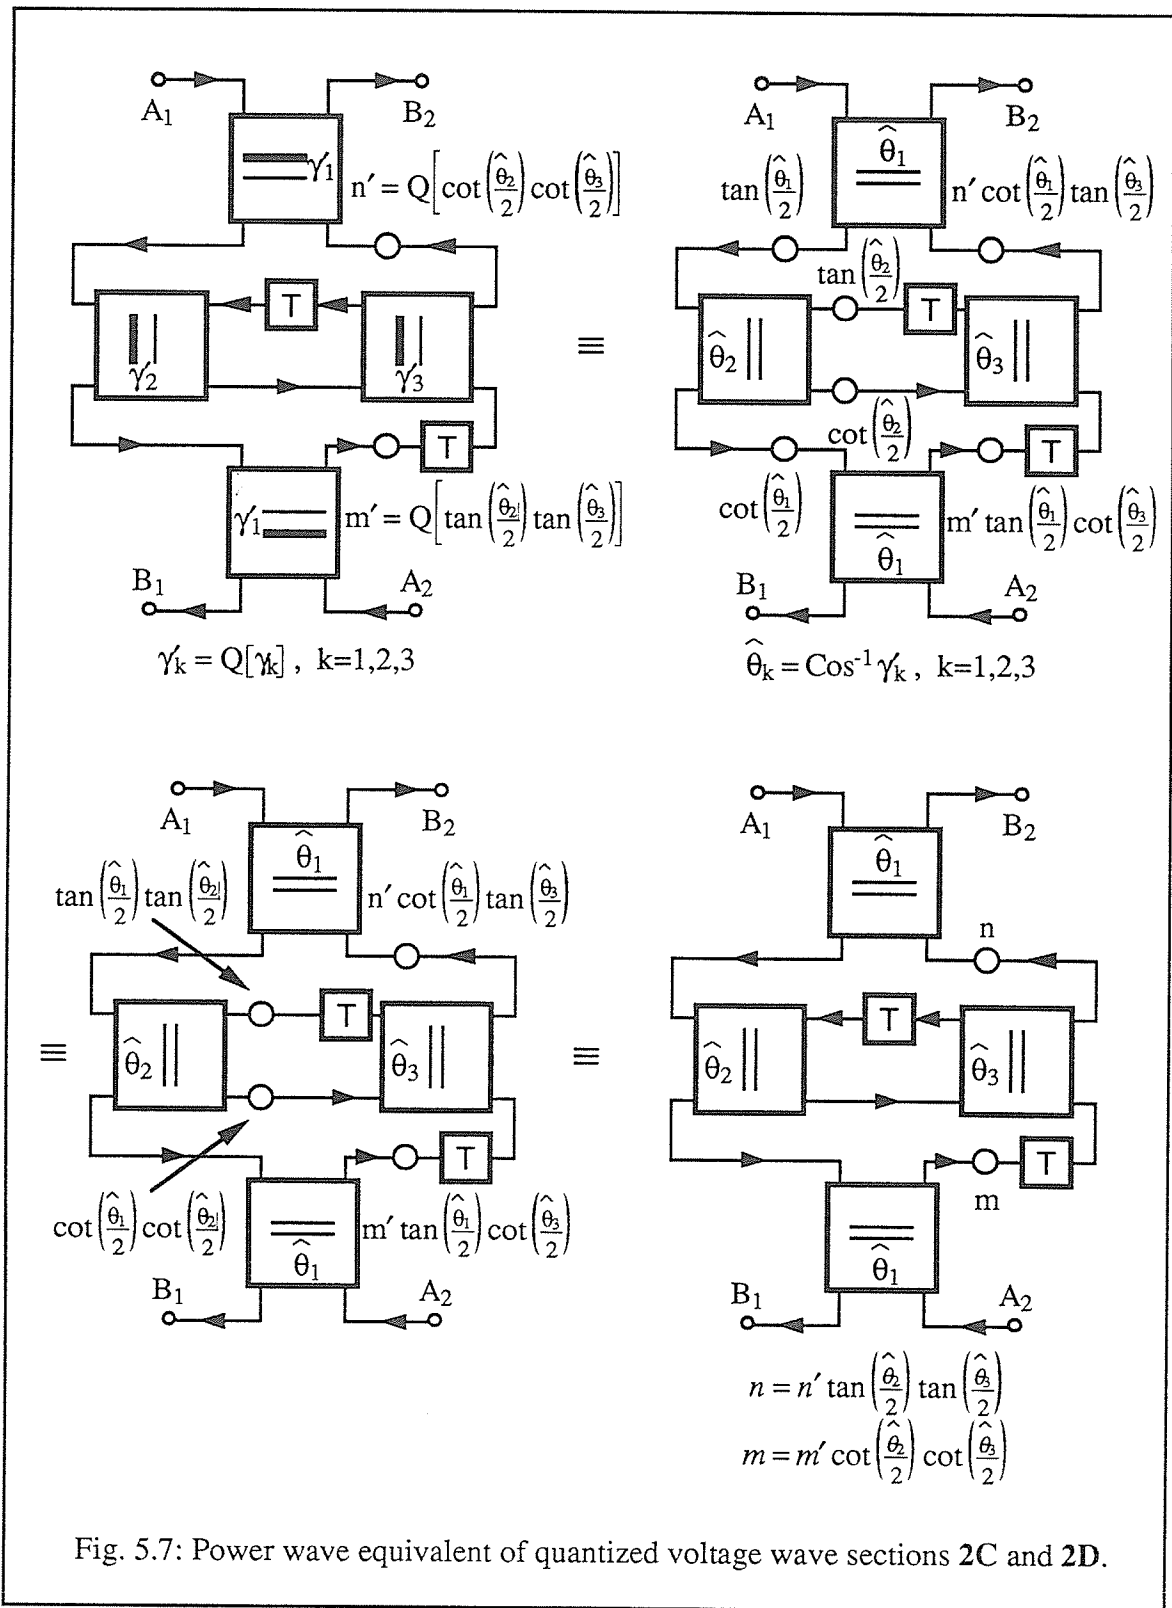 A₁ B₂ A₁ B₂
γ′₁ n′ = Q[cot(θ̂₂/2) cot(θ̂₃/2)]
θ̂₁ tan(θ̂₁/2) n′ cot(θ̂₁/2) tan(θ̂₃/2)
tan(θ̂₂/2)
T T
γ′₂ γ′₃ ≡ θ̂₂ θ̂₃
cot(θ̂₂/2)
T T
γ′₁ m′ = Q[tan(θ̂₂/2) tan(θ̂₃/2)]
cot(θ̂₁/2) θ̂₁ m′ tan(θ̂₁/2) cot(θ̂₃/2)
B₁ A₂ B₁ A₂
γ′ₖ = Q[γₖ] , k=1,2,3
θ̂ₖ = Cos⁻¹ γ′ₖ , k=1,2,3
A₁ B₂ A₁ B₂
θ̂₁ θ̂₁
tan(θ̂₁/2) tan(θ̂₂/2) n′ cot(θ̂₁/2) tan(θ̂₃/2)
n
T T
≡ θ̂₂ θ̂₃ ≡ θ̂₂ θ̂₃
T T
m
cot(θ̂₁/2) cot(θ̂₂/2) m′ tan(θ̂₁/2) cot(θ̂₃/2)
θ̂₁ θ̂₁
B₁ A₂ B₁ A₂
n = n′ tan(θ̂₂/2) tan(θ̂₃/2)
m = m′ cot(θ̂₂/2) cot(θ̂₃/2)
Fig. 5.7: Power wave equivalent of quantized voltage wave sections 2C and 2D.